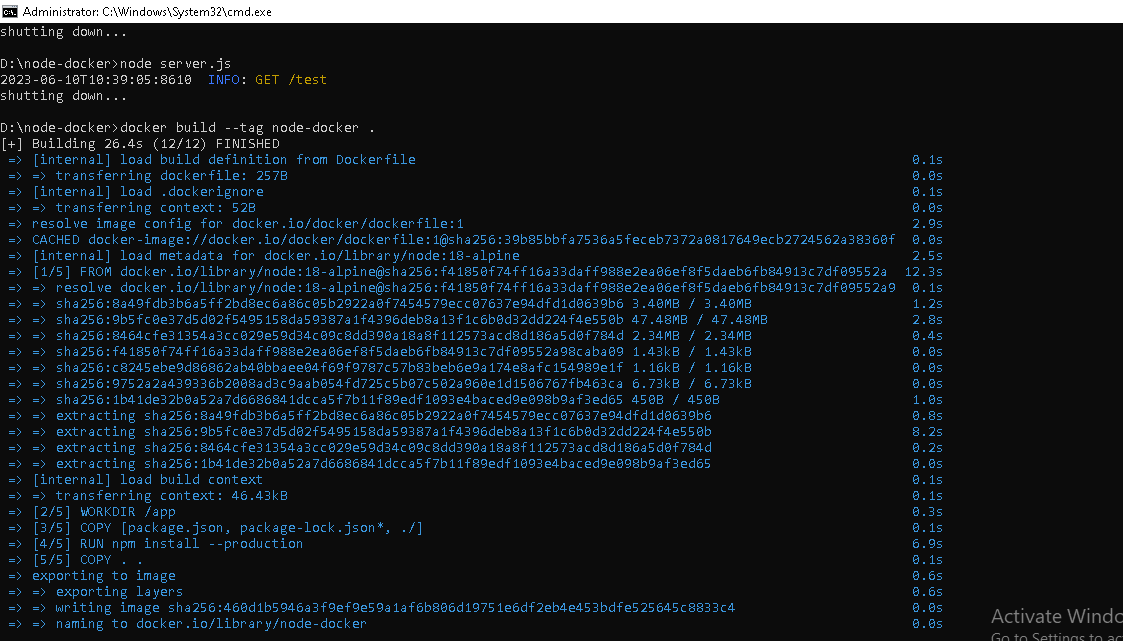 Administrator: C:\Windows\System32\cmd.exe
shutting down...
D:\node-docker>node server.js
2023-06-10T10:39:05:8610 INFO: GET /test
shutting down...
D:\node-docker>docker build --tag node-docker .
[+] Building 26.4s (12/12) FINISHED
=> [internal] load build definition from Dockerfile 0.1s
=> => transferring dockerfile: 257B 0.0s
=> [internal] load .dockerignore 0.1s
=> => transferring context: 52B 0.0s
=> resolve image config for docker.io/docker/dockerfile:1 2.9s
=> CACHED docker-image://docker.io/docker/dockerfile:1@sha256:39b85bbfa7536a5feceb7372a0817649ecb2724562a38360f 0.0s
=> [internal] load metadata for docker.io/library/node:18-alpine 2.5s
=> [1/5] FROM docker.io/library/node:18-alpine@sha256:f41850f74ff16a33daff988e2ea06ef8f5daeb6fb84913c7df09552a 12.3s
=> => resolve docker.io/library/node:18-alpine@sha256:f41850f74ff16a33daff988e2ea06ef8f5daeb6fb84913c7df09552a9 0.1s
=> => sha256:8a49fdb3b6a5ff2bd8ec6a86c05b2922a0f7454579ecc07637e94dfd1d0639b6 3.40MB / 3.40MB 1.2s
=> => sha256:9b5fc0e37d5d02f5495158da59387a1f4396deb8a13f1c6b0d32dd224f4e550b 47.48MB / 47.48MB 2.8s
=> => sha256:8464cfe31354a3cc029e59d34c09c8dd390a18a8f112573acd8d186a5d0f784d 2.34MB / 2.34MB 0.4s
=> => sha256:f41850f74ff16a33daff988e2ea06ef8f5daeb6fb84913c7df09552a98caba09 1.43kB / 1.43kB 0.0s
=> => sha256:c8245ebe9d86862ab40bbaee04f69f9787c57b83beb6e9a174e8afc154989e1f 1.16kB / 1.16kB 0.0s
=> => sha256:9752a2a439336b2008ad3c9aab054fd725c5b07c502a960e1d1506767fb463ca 6.73kB / 6.73kB 0.0s
=> => sha256:1b41de32b0a52a7d6686841dcca5f7b11f89edf1093e4baced9e098b9af3ed65 450B / 450B 1.0s
=> => extracting sha256:8a49fdb3b6a5ff2bd8ec6a86c05b2922a0f7454579ecc07637e94dfd1d0639b6 0.8s
=> => extracting sha256:9b5fc0e37d5d02f5495158da59387a1f4396deb8a13f1c6b0d32dd224f4e550b 8.2s
=> => extracting sha256:8464cfe31354a3cc029e59d34c09c8dd390a18a8f112573acd8d186a5d0f784d 0.2s
=> => extracting sha256:1b41de32b0a52a7d6686841dcca5f7b11f89edf1093e4baced9e098b9af3ed65 0.0s
=> [internal] load build context 0.1s
=> => transferring context: 46.43kB 0.1s
=> [2/5] WORKDIR /app 0.3s
=> [3/5] COPY [package.json, package-lock.json*, ./] 0.1s
=> [4/5] RUN npm install --production 6.9s
=> [5/5] COPY . . 0.1s
=> exporting to image 0.6s
=> => exporting layers 0.6s
=> => writing image sha256:460d1b5946a3f9ef9e59a1af6b806d19751e6df2eb4e453bdfe525645c8833c4 0.0s
=> => naming to docker.io/library/node-docker 0.0s
Activate Windo
Go to Settings to ac